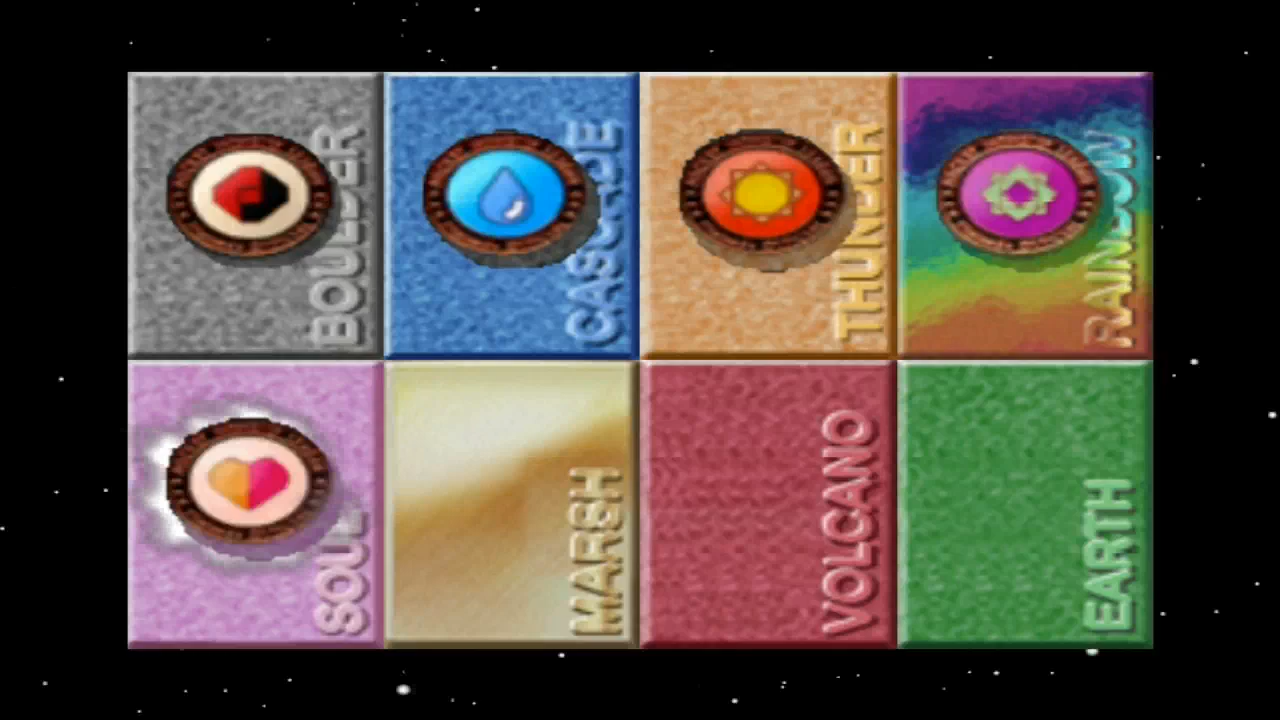 BOULDER
CASCADE
THUNDER
RAINBOW
SOUL
MARSH
VOLCANO
EARTH